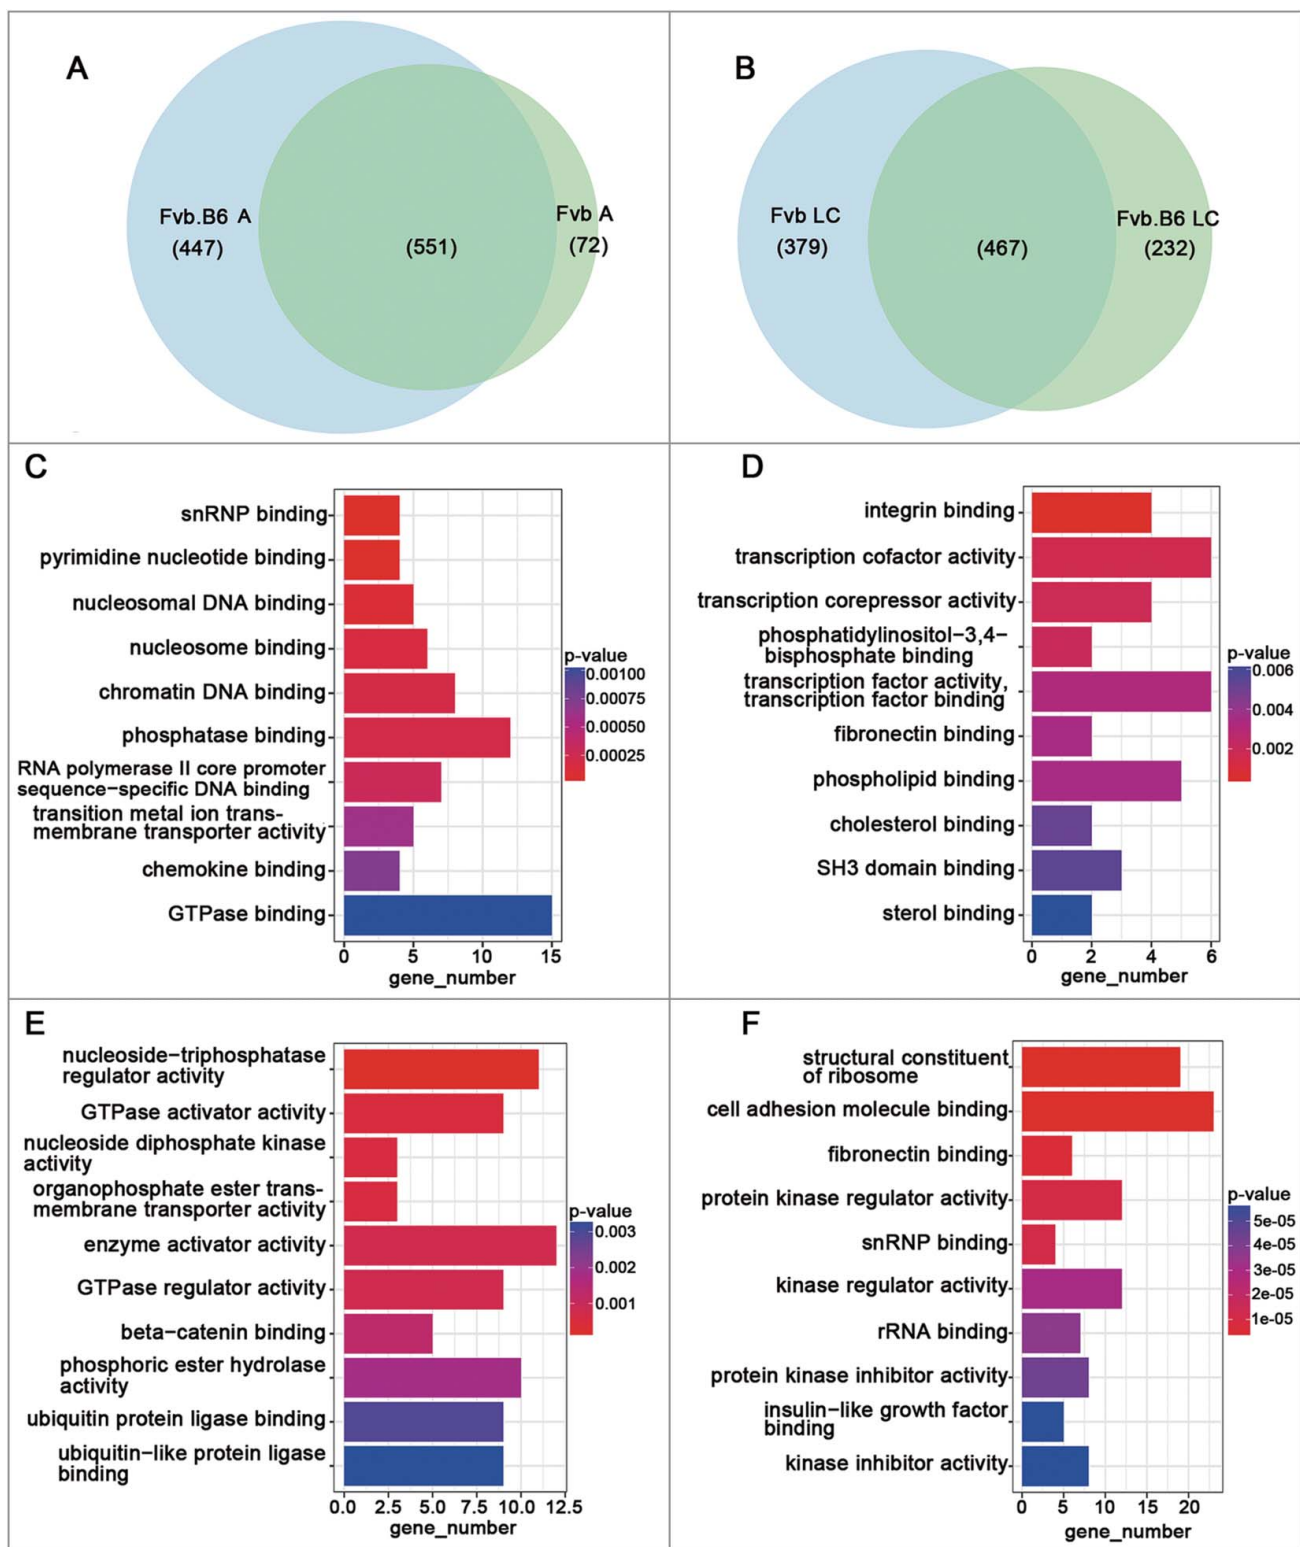 A
Fvb.B6 A
(447)
(551)
Fvb A
(72)
B
Fvb LC
(379)
(467)
Fvb.B6 LC
(232)
C
snRNP binding
pyrimidine nucleotide binding
nucleosomal DNA binding
nucleosome binding
chromatin DNA binding
phosphatase binding
RNA polymerase II core promoter
sequence-specific DNA binding
transition metal ion trans-
membrane transporter activity
chemokine binding
GTPase binding
0 5 10 15
gene_number
p-value
0.00100
0.00075
0.00050
0.00025
D
integrin binding
transcription cofactor activity
transcription corepressor activity
phosphatidylinositol−3,4−
bisphosphate binding
transcription factor activity,
transcription factor binding
fibronectin binding
phospholipid binding
cholesterol binding
SH3 domain binding
sterol binding
0 2 4 6
gene_number
p-value
0.006
0.004
0.002
E
nucleoside−triphosphatase
regulator activity
GTPase activator activity
nucleoside diphosphate kinase
activity
organophosphate ester trans-
membrane transporter activity
enzyme activator activity
GTPase regulator activity
beta−catenin binding
phosphoric ester hydrolase
activity
ubiquitin protein ligase binding
ubiquitin−like protein ligase
binding
0.0 2.5 5.0 7.5 10.0 12.5
gene_number
p-value
0.003
0.002
0.001
F
structural constituent
of ribosome
cell adhesion molecule binding
fibronectin binding
protein kinase regulator activity
snRNP binding
kinase regulator activity
rRNA binding
protein kinase inhibitor activity
insulin−like growth factor
binding
kinase inhibitor activity
0 5 10 15 20
gene_number
p-value
5e-05
4e-05
3e-05
2e-05
1e-05